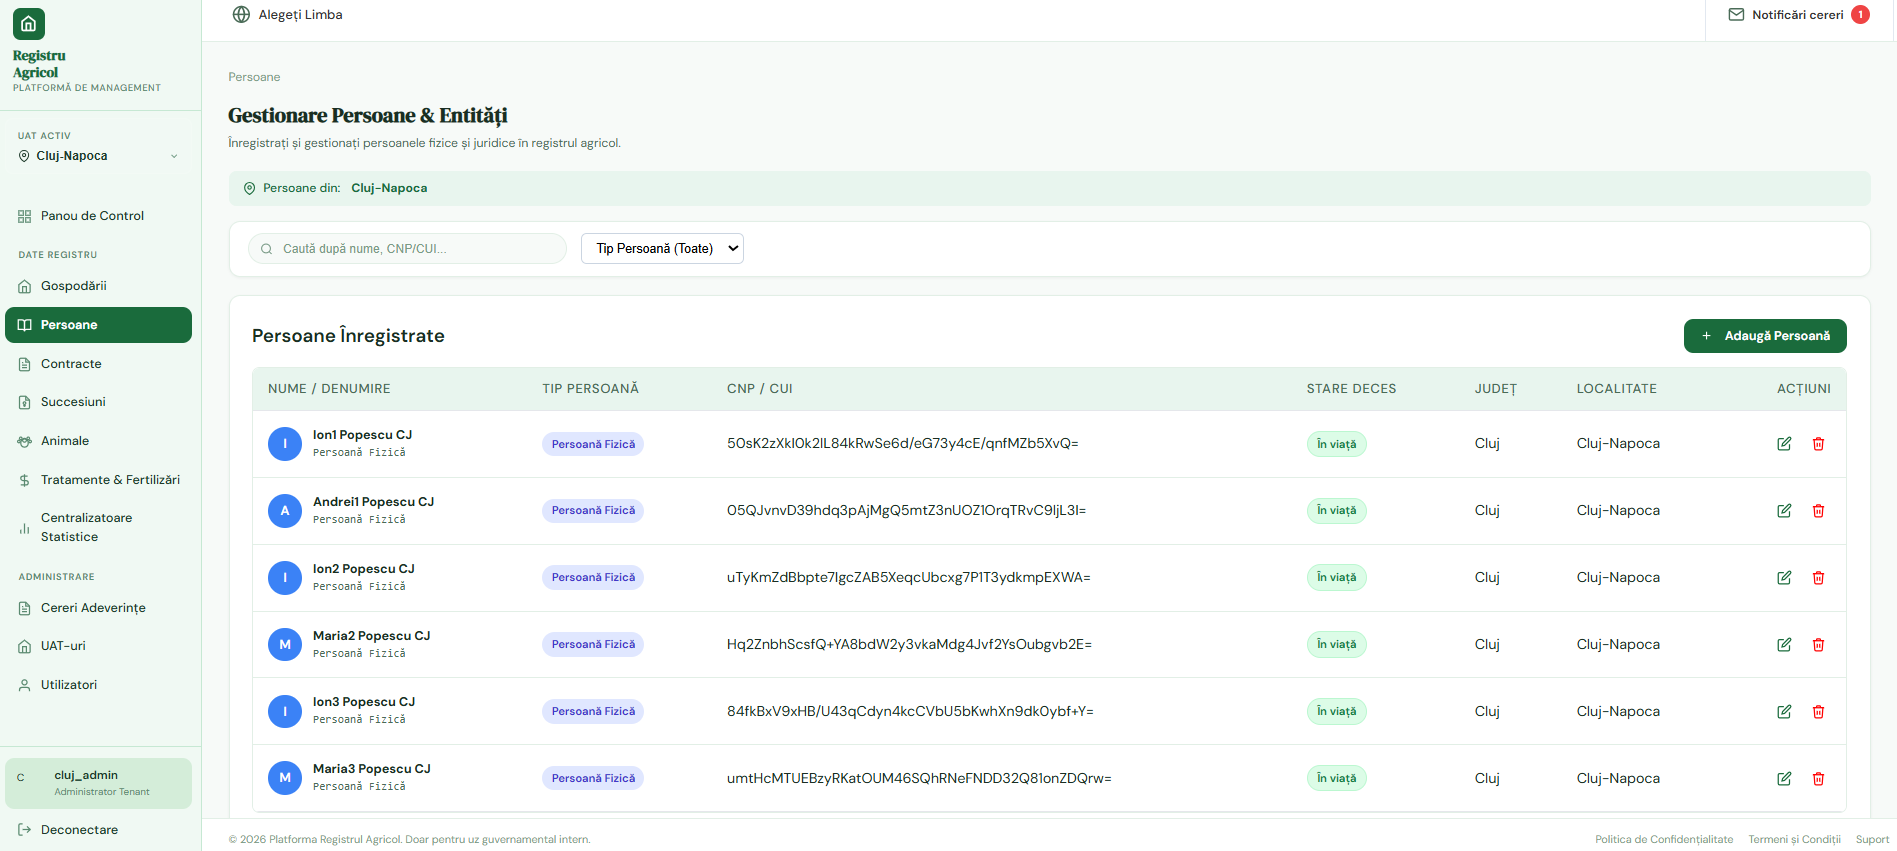 Registru
Agricol
PLATFORMĂ DE MANAGEMENT
UAT ACTIV
Cluj-Napoca
Panou de Control
DATE REGISTRU
Gospodării
Persoane
Contracte
Succesiuni
Animale
Tratamente & Fertilizări
Centralizatoare
Statistice
ADMINISTRARE
Cereri Adeverințe
UAT-uri
Utilizatori
C
cluj_admin
Administrator Tenant
Deconectare
Alegeți Limba
Notificări cereri 1
Persoane
Gestionare Persoane & Entități
Înregistrați și gestionați persoanele fizice și juridice în registrul agricol.
Persoane din: Cluj-Napoca
Caută după nume, CNP/CUI...
Tip Persoană (Toate)
Persoane Înregistrate
+ Adaugă Persoană
NUME / DENUMIRE TIP PERSOANĂ CNP / CUI STARE DECES JUDEȚ LOCALITATE ACȚIUNI
I Ion1 Popescu CJ
Persoană Fizică
Persoană Fizică 50sK2zXkI0k2IL84kRwSe6d/eG73y4cE/qnfMZb5XvQ= În viață Cluj Cluj-Napoca
A Andrei1 Popescu CJ
Persoană Fizică
Persoană Fizică 05QJvnvD39hdq3pAjMgQ5mtZ3nUOZ1OrqTRvC9ljL3I= În viață Cluj Cluj-Napoca
I Ion2 Popescu CJ
Persoană Fizică
Persoană Fizică uTyKmZdBbpte7IgcZAB5XeqcUbcxg7P1T3ydkmpEXWA= În viață Cluj Cluj-Napoca
M Maria2 Popescu CJ
Persoană Fizică
Persoană Fizică Hq2ZnbhScsfQ+YA8bdW2y3vkaMdg4Jvf2YsOubgvb2E= În viață Cluj Cluj-Napoca
I Ion3 Popescu CJ
Persoană Fizică
Persoană Fizică 84fkBxV9xHB/U43qCdyn4kcCVbU5bKwhXn9dk0ybf+Y= În viață Cluj Cluj-Napoca
M Maria3 Popescu CJ
Persoană Fizică
Persoană Fizică umtHcMTUEBzyRKatOUM46SQhRNeFNDD32Q81onZDQrw= În viață Cluj Cluj-Napoca
© 2026 Platforma Registrul Agricol. Doar pentru uz guvernamental intern.
Politica de Confidențialitate Termeni și Condiții Suport